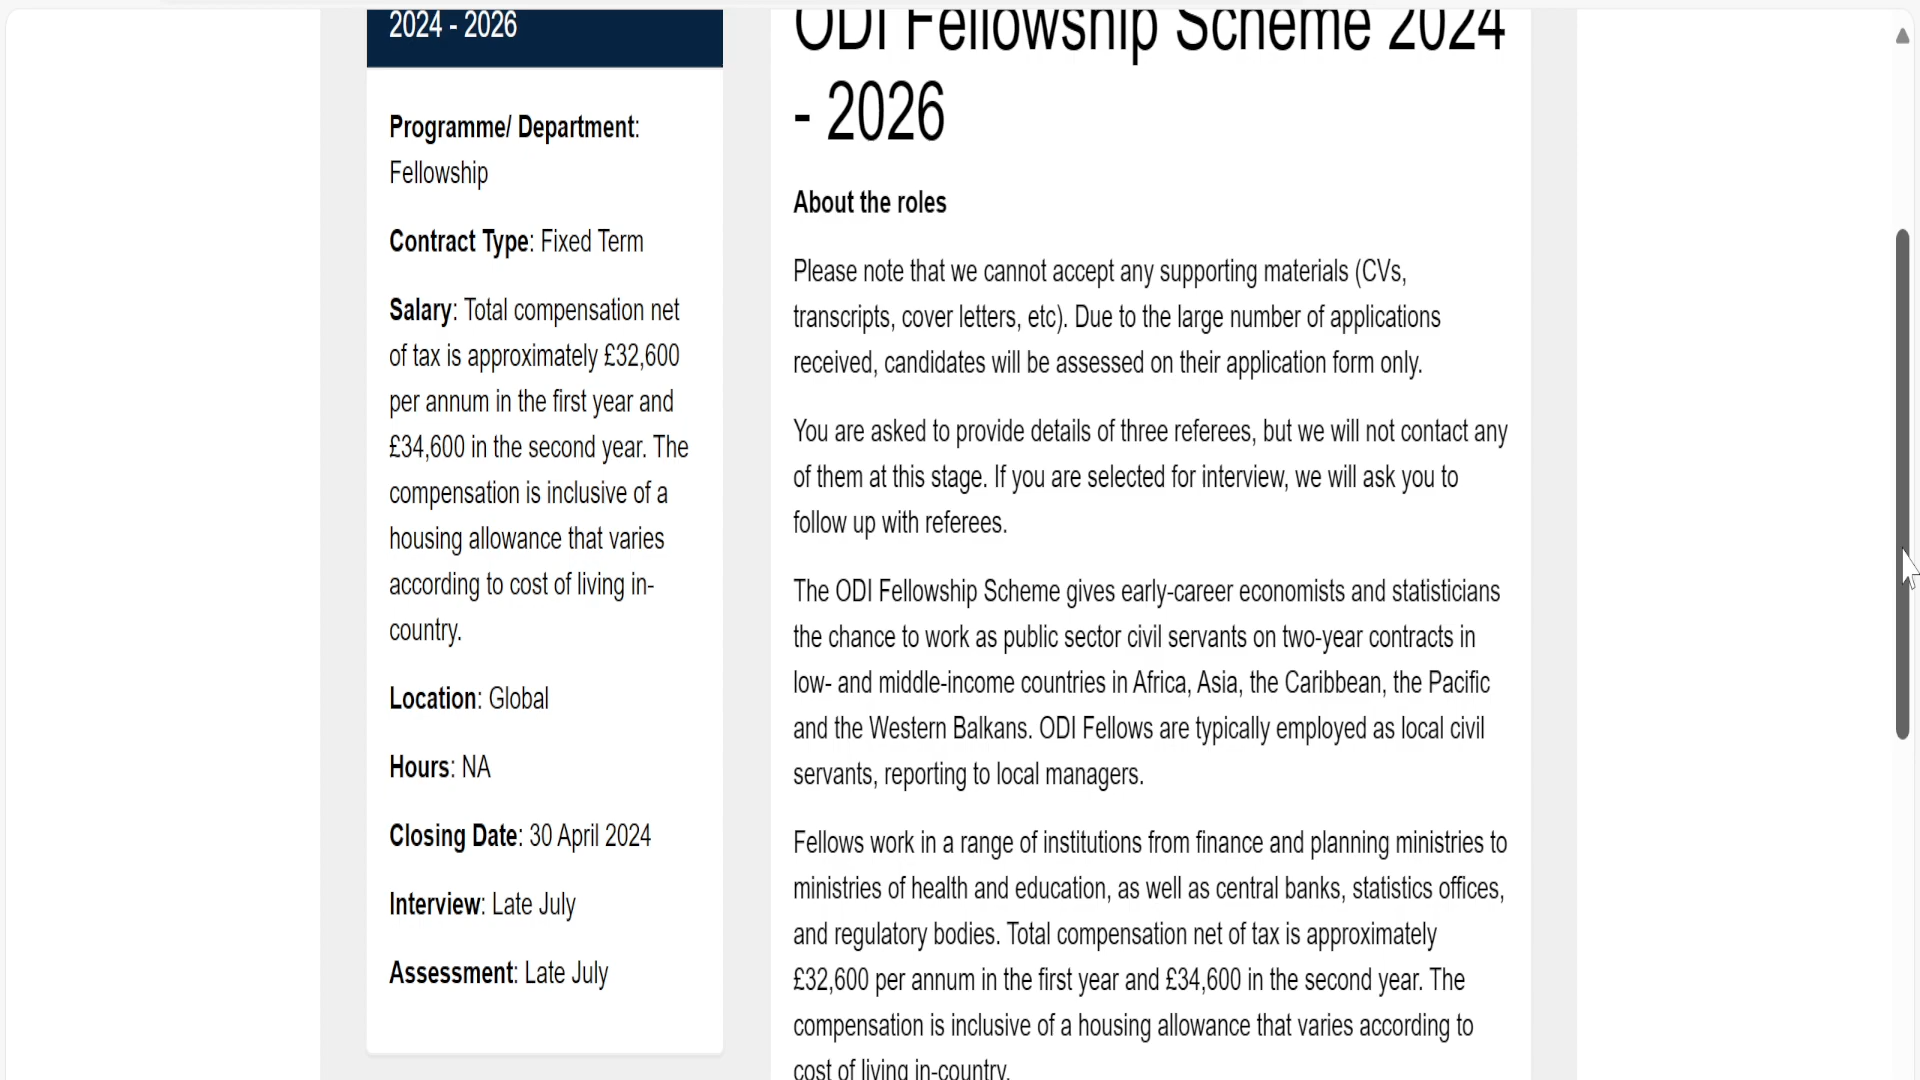 2024 - 2026
Programme/ Department:
Fellowship
Contract Type: Fixed Term
Salary: Total compensation net
of tax is approximately £32,600
per annum in the first year and
£34,600 in the second year. The
compensation is inclusive of a
housing allowance that varies
according to cost of living in-
country.
Location: Global
Hours: NA
Closing Date: 30 April 2024
Interview: Late July
Assessment: Late July
ODI Fellowship Scheme 2024
- 2026
About the roles
Please note that we cannot accept any supporting materials (CVs,
transcripts, cover letters, etc). Due to the large number of applications
received, candidates will be assessed on their application form only.
You are asked to provide details of three referees, but we will not contact any
of them at this stage. If you are selected for interview, we will ask you to
follow up with referees.
The ODI Fellowship Scheme gives early-career economists and statisticians
the chance to work as public sector civil servants on two-year contracts in
low- and middle-income countries in Africa, Asia, the Caribbean, the Pacific
and the Western Balkans. ODI Fellows are typically employed as local civil
servants, reporting to local managers.
Fellows work in a range of institutions from finance and planning ministries to
ministries of health and education, as well as central banks, statistics offices,
and regulatory bodies. Total compensation net of tax is approximately
£32,600 per annum in the first year and £34,600 in the second year. The
compensation is inclusive of a housing allowance that varies according to
cost of living in-country.